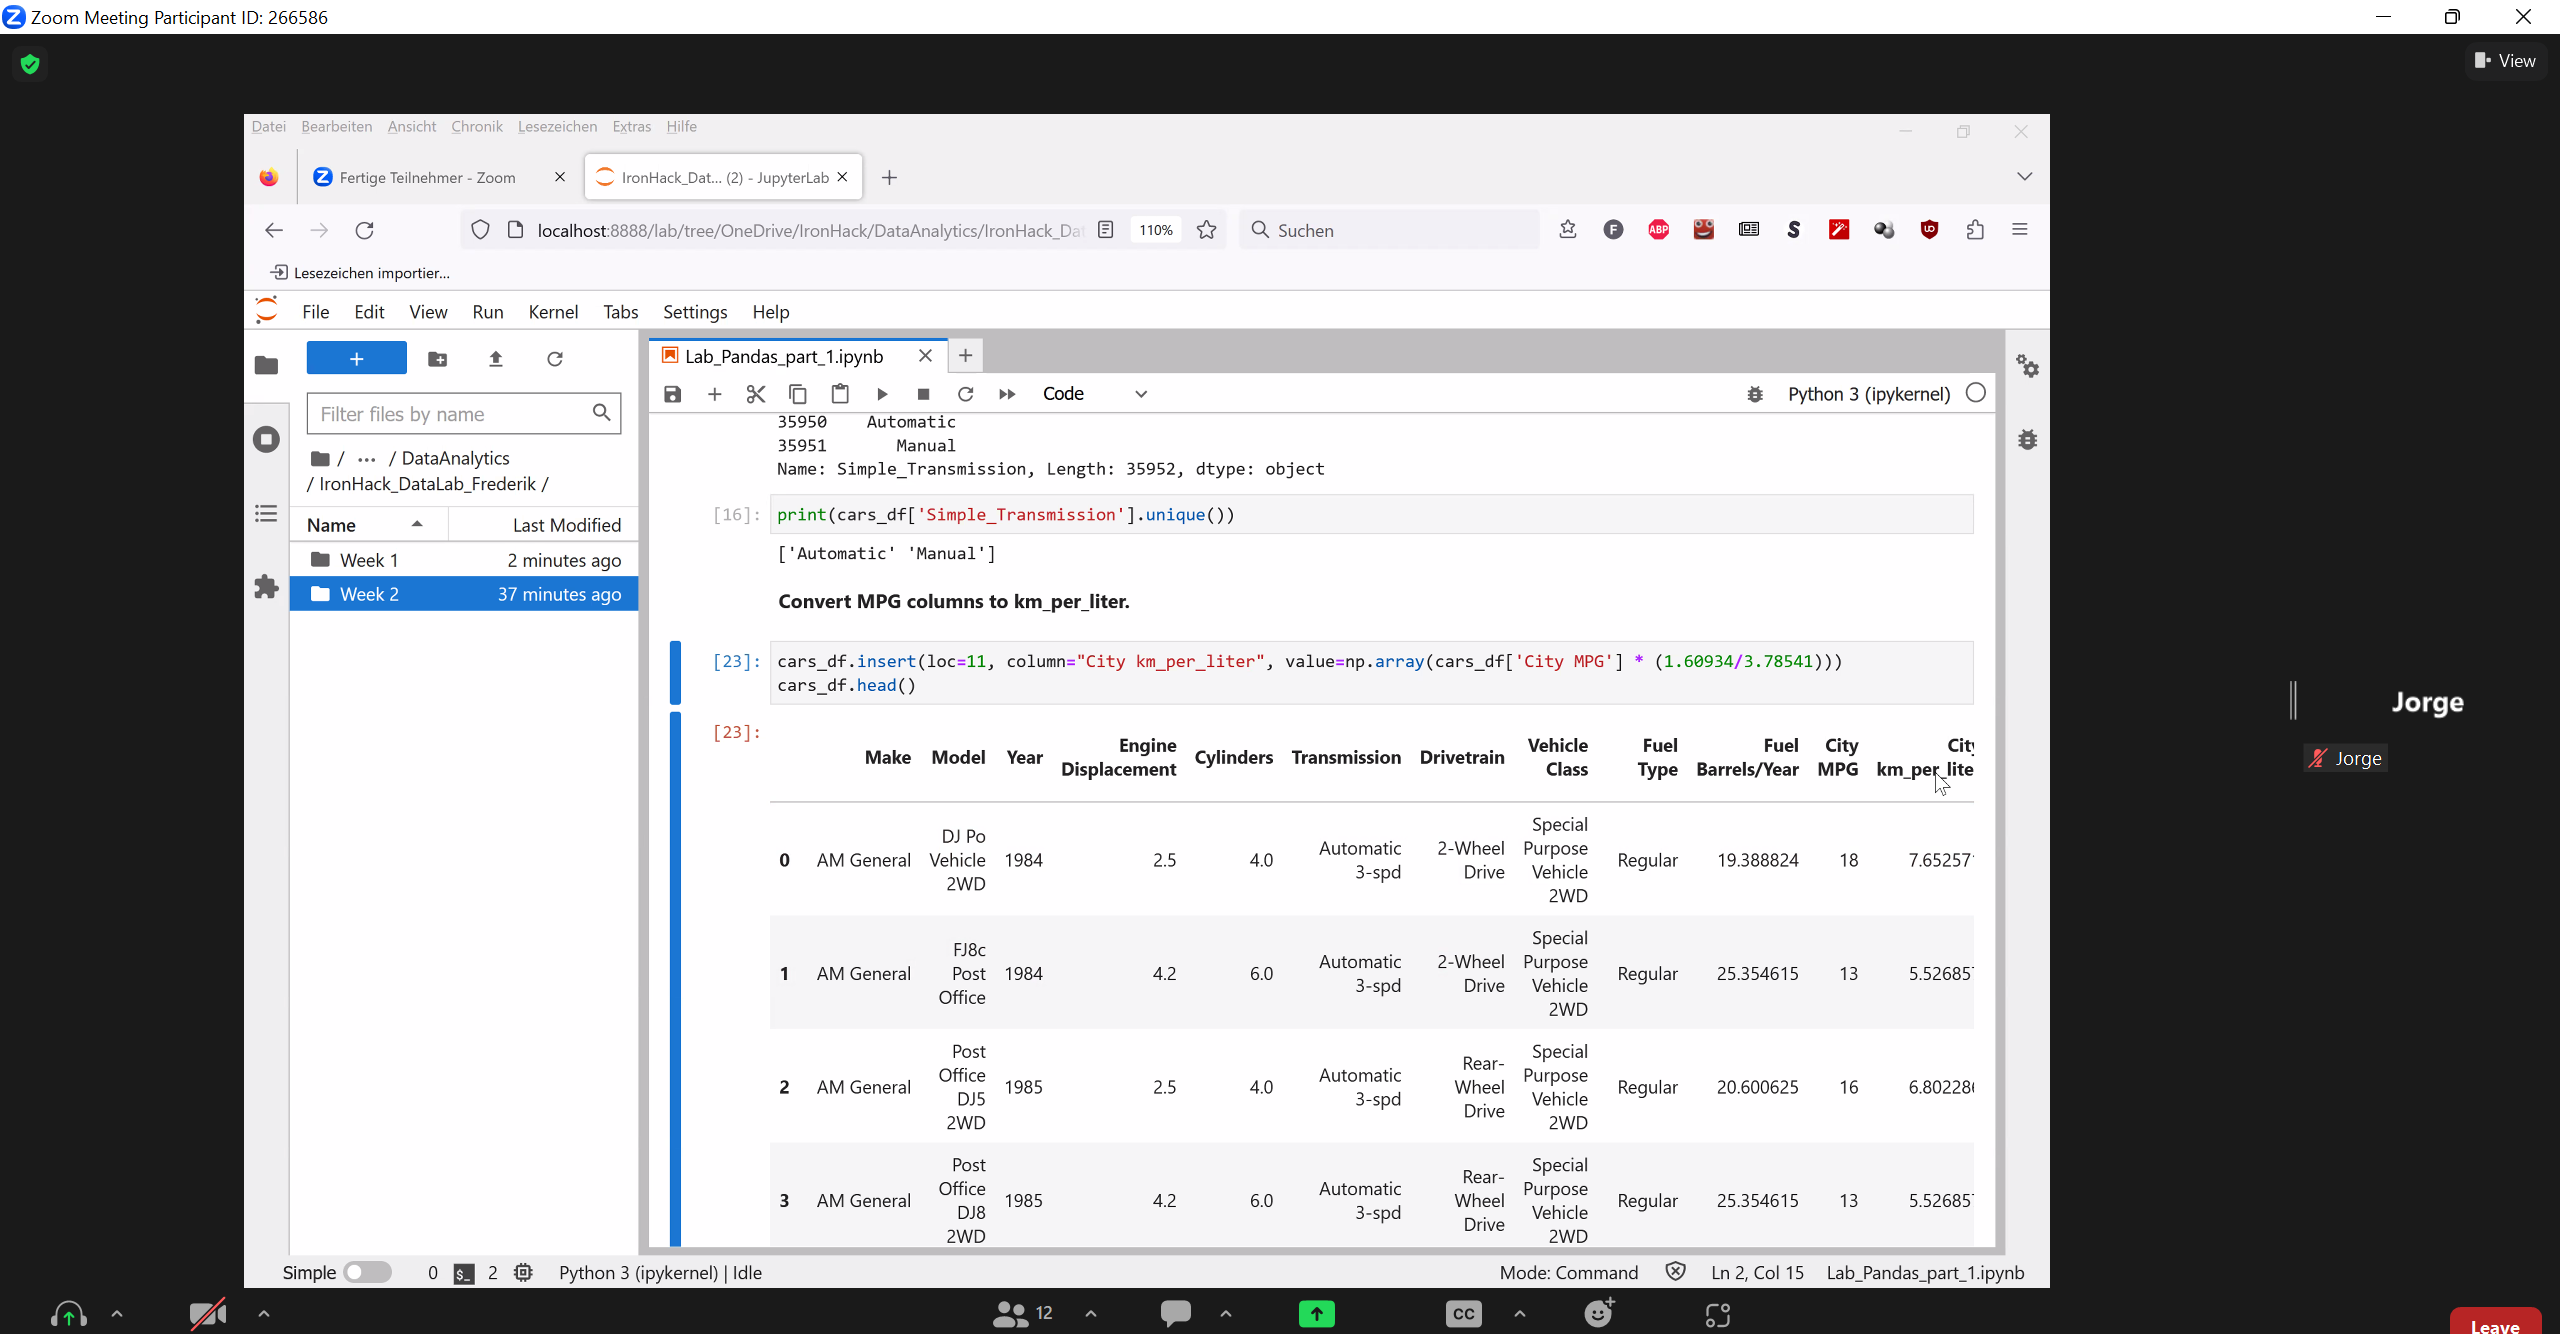 Zoom Meeting Participant ID: 266586
View
Datei Bearbeiten Ansicht Chronik Lesezeichen Extras Hilfe
Fertige Teilnehmer - Zoom
IronHack_Dat... (2) - JupyterLab
localhost:8888/lab/tree/OneDrive/IronHack/DataAnalytics/IronHack_Da
110%
Suchen
F
ABP
S
Lesezeichen importier...
File Edit View Run Kernel Tabs Settings Help
+
Lab_Pandas_part_1.ipynb
Code
Python 3 (ipykernel)
Filter files by name
/ ... / DataAnalytics
/ IronHack_DataLab_Frederik /
Name Last Modified
Week 1 2 minutes ago
Week 2 37 minutes ago
35950 Automatic
35951 Manual
Name: Simple_Transmission, Length: 35952, dtype: object
[16]: print(cars_df['Simple_Transmission'].unique())
['Automatic' 'Manual']
Convert MPG columns to km_per_liter.
[23]: cars_df.insert(loc=11, column="City km_per_liter", value=np.array(cars_df['City MPG'] * (1.60934/3.78541)))
cars_df.head()
[23]:
Make Model Year Engine Displacement Cylinders Transmission Drivetrain Vehicle Class Fuel Type Fuel Barrels/Year City MPG City km_per_lite
0 AM General DJ Po Vehicle 2WD 1984 2.5 4.0 Automatic 3-spd 2-Wheel Drive Special Purpose Vehicle 2WD Regular 19.388824 18 7.652571
1 AM General FJ8c Post Office 1984 4.2 6.0 Automatic 3-spd 2-Wheel Drive Special Purpose Vehicle 2WD Regular 25.354615 13 5.526857
2 AM General Post Office DJ5 2WD 1985 2.5 4.0 Automatic 3-spd Rear-Wheel Drive Special Purpose Vehicle 2WD Regular 20.600625 16 6.802286
3 AM General Post Office DJ8 2WD 1985 4.2 6.0 Automatic 3-spd Rear-Wheel Drive Special Purpose Vehicle 2WD Regular 25.354615 13 5.526857
Simple 0 2 Python 3 (ipykernel) | Idle
Mode: Command Ln 2, Col 15 Lab_Pandas_part_1.ipynb
Jorge
Jorge
12
CC
Leave